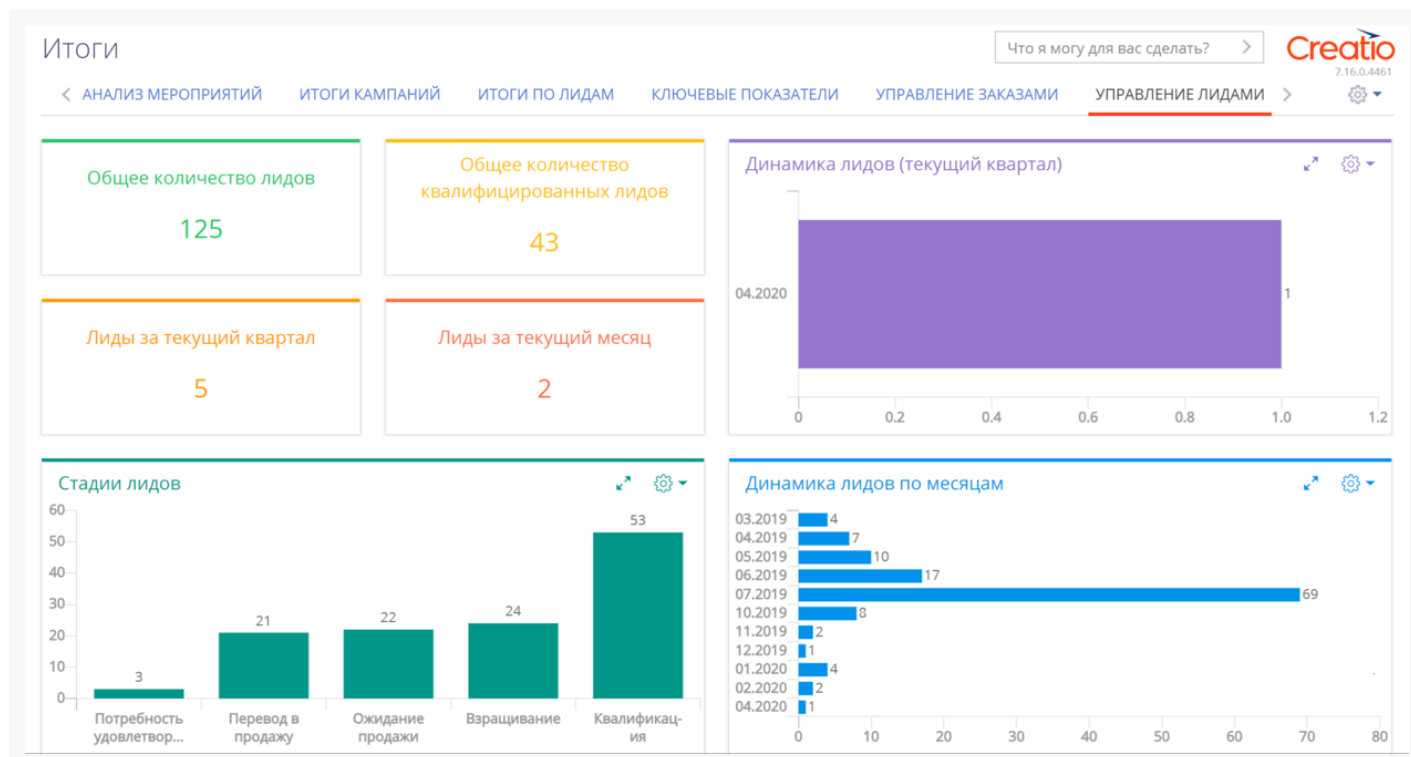 Итоги
Что я могу для вас сделать?
Creatio
7.16.0.4461
АНАЛИЗ МЕРОПРИЯТИЙ ИТОГИ КАМПАНИЙ ИТОГИ ПО ЛИДАМ КЛЮЧЕВЫЕ ПОКАЗАТЕЛИ УПРАВЛЕНИЕ ЗАКАЗАМИ УПРАВЛЕНИЕ ЛИДАМИ
Общее количество лидов
125
Общее количество
квалифицированных лидов
43
Лиды за текущий квартал
5
Лиды за текущий месяц
2
Динамика лидов (текущий квартал)
04.2020 1
0 0.2 0.4 0.6 0.8 1.0 1.2
Стадии лидов
60
50
40
30
20
10
0
3
21
22
24
53
Потребность
удовлетвор...
Перевод в
продажу
Ожидание
продажи
Взращивание
Квалификац-
ия
Динамика лидов по месяцам
03.2019 4
04.2019 7
05.2019 10
06.2019 17
07.2019 69
10.2019 8
11.2019 2
12.2019 1
01.2020 4
02.2020 2
04.2020 1
0 10 20 30 40 50 60 70 80